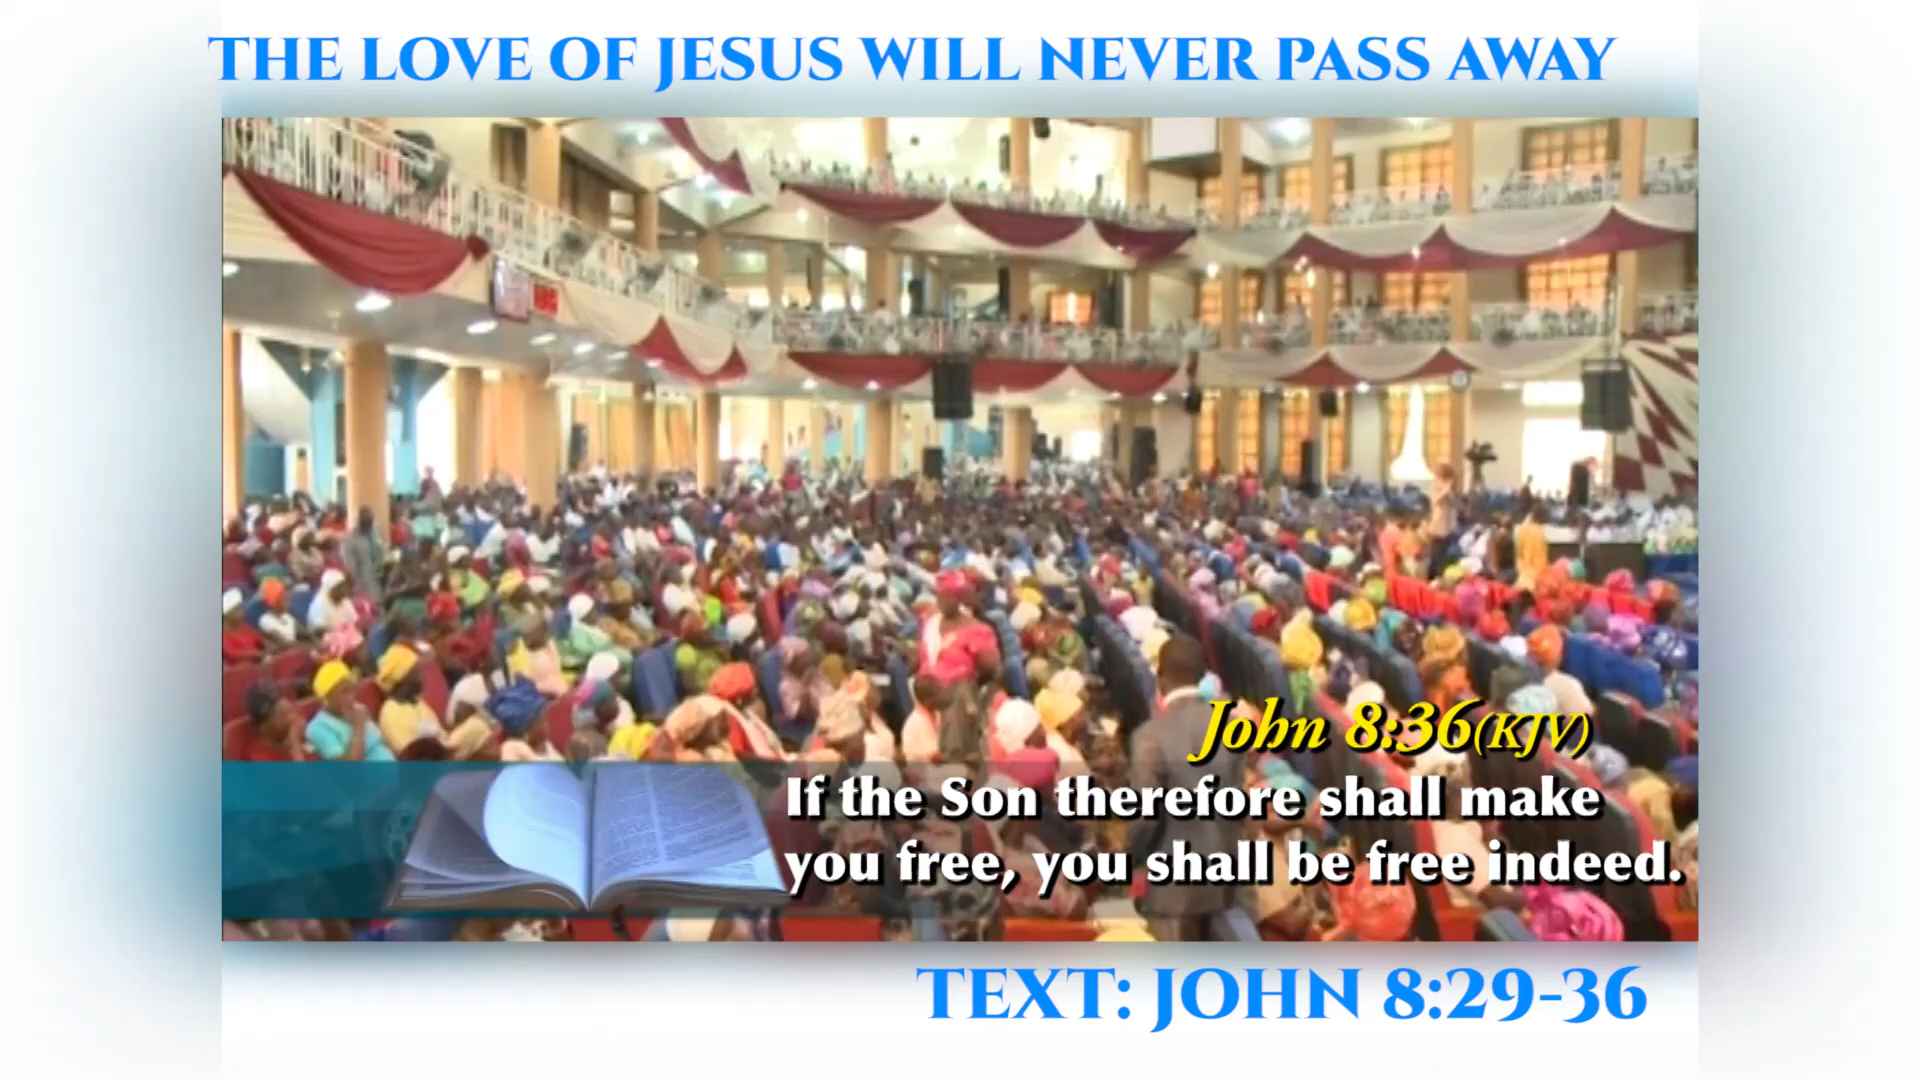 THE LOVE OF JESUS WILL NEVER PASS AWAY
John 8:36(KJV)
If the Son therefore shall make
you free, you shall be free indeed.
TEXT: JOHN 8:29-36